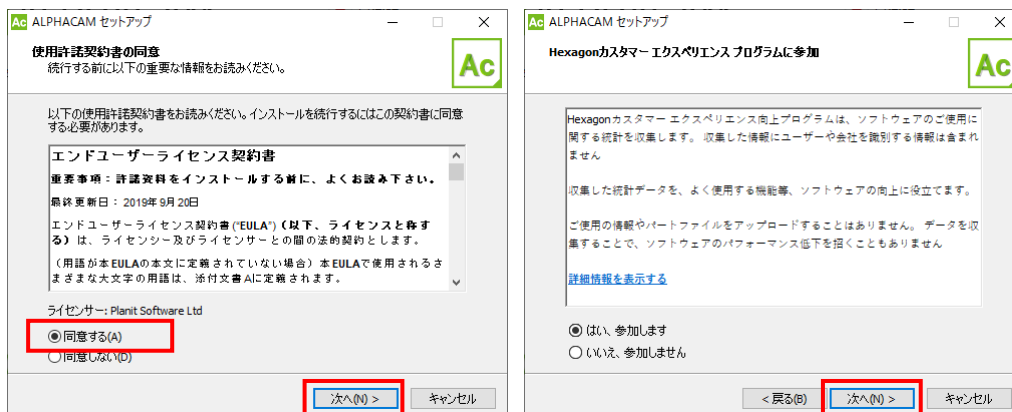 Ac ALPHACAM セットアップ
使用許諾契約書の同意
続行する前に以下の重要な情報をお読みください。
Ac
以下の使用許諾契約書をお読みください。インストールを続行するにはこの契約書に同意
する必要があります。
エンドユーザーライセンス契約書
重要事項：許諾資料をインストールする前に、よくお読み下さい。
最終更新日：2019年9月20日
エンドユーザーライセンス契約書("EULA")（以下、ライセンスと称す
る）は、ライセンシー及びライセンサーとの間の法的契約とします。
（用語が本EULAの本文に定義されていない場合）本EULAで使用されるさ
まざまな大文字の用語は、添付文書Aに定義されます。
ライセンサー: Planit Software Ltd
同意する(A)
同意しない(D)
次へ(N) >
キャンセル
Ac ALPHACAM セットアップ
Hexagonカスタマー エクスペリエンス プログラムに参加
Ac
Hexagonカスタマー エクスペリエンス向上プログラムは、ソフトウェアのご使用に
関する統計を収集します。 収集した情報にユーザーや会社を識別する情報は含まれ
ません
収集した統計データを、よく使用する機能等、ソフトウェアの向上に役立てます。
ご使用の情報やパートファイルをアップロードすることはありません。 データを収
集することで、ソフトウェアのパフォーマンス低下を招くこともありません
詳細情報を表示する
はい、参加します
いいえ、参加しません
< 戻る(B)
次へ(N) >
キャンセル